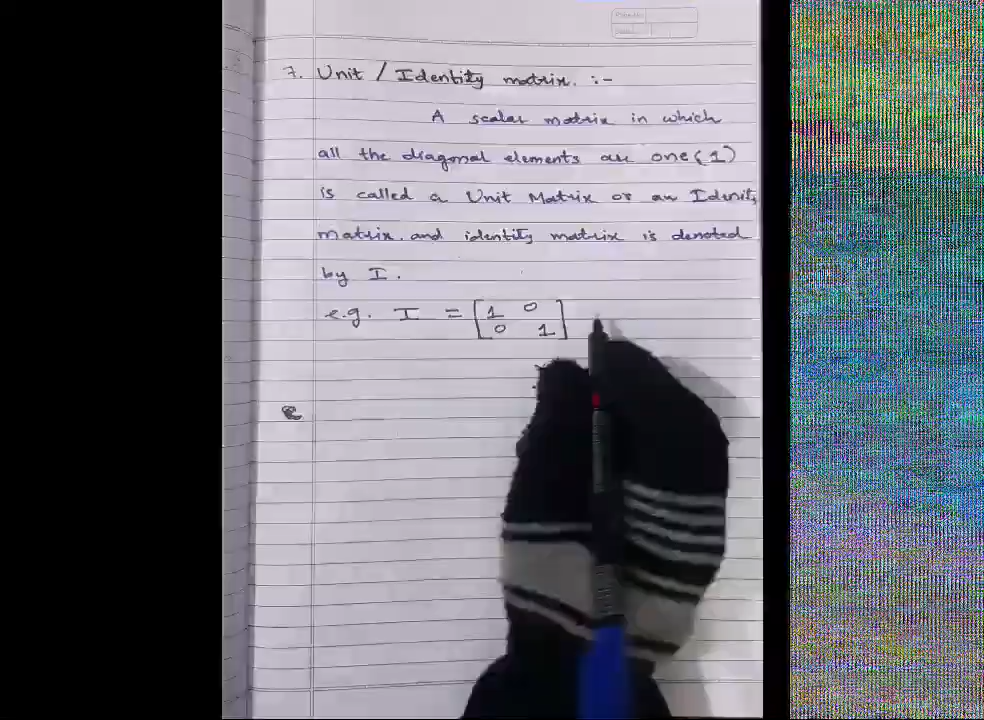 7. Unit / Identity matrix. :-
A scalar matrix in which
all the diagonal elements are one (1)
is called a Unit Matrix or an Idenity
matrix. and identity matrix is denoted
by I.
e.g. I = [1 0
0 1]